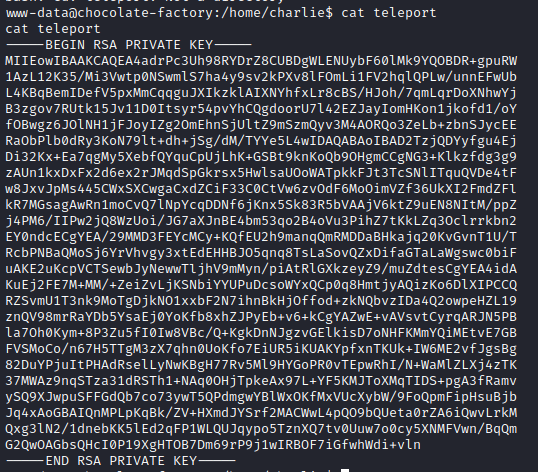 www-data@chocolate-factory:/home/charlie$ cat teleport
cat teleport
-----BEGIN RSA PRIVATE KEY-----
MIIEowIBAAKCAQEA4adrPc3Uh98RYDrZ8CUBDgWLENUybF60lMk9YQOBDR+gpuRW
1AzL12K35/Mi3Vwtp0NSwmlS7ha4y9sv2kPXv8lFOmLi1FV2hqlQPLw/unnEFwUb
L4KBqBemIDefV5pxMmCqqguJXIkzklAIXNYhfxLr8cBS/HJoh/7qmLqrDoXNhwYj
B3zgov7RUtk15Jv11D0Itsyr54pvYhCQgdoorU7l42EZJayIomHKon1jkofd1/oY
fOBwgz6JOlNH1jFJoyIZg2OmEhnSjUltZ9mSzmQyv3M4AORQo3ZeLb+zbnSJycEE
RaObPlb0dRy3KoN79lt+dh+jSg/dM/TYYe5L4wIDAQABAoIBAD2TzjQDYyfgu4Ej
Di32Kx+Ea7qgMy5XebfQYquCpUjLhK+GSBt9knKoQb9OHgmCCgNG3+Klkzfdg3g9
zAUn1kxDxFx2d6ex2rJMqdSpGkrsx5HwlsaUOoWATpkkFJt3TcSNlITquQVDe4tF
w8JxvJpMs445CWxSXCwgaCxdZCiF33C0CtVw6zvOdF6MoOimVZf36UkXI2FmdZFl
kR7MGsagAwRn1moCvQ7lNpYcqDDNf6jKnx5Sk83R5bVAAjV6ktZ9uEN8NItM/ppZ
j4PM6/IIPw2jQ8WzUoi/JG7aXJnBE4bm53qo2B4oVu3PihZ7tKkLZq3Oclrrkbn2
EY0ndcECgYEA/29MMD3FEYcMCy+KQfEU2h9manqQmRMDDaBHkajq20KvGvnT1U/T
RcbPNBaQMoSj6YrVhvgy3xtEdEHHBJO5qnq8TsLaSovQZxDifaGTaLaWgswc0biF
uAKE2uKcpVCTSewbJyNewwTljhV9mMyn/piAtRlGXkzeyZ9/muZdtesCgYEA4idA
KuEj2FE7M+MM/+ZeiZvLjKSNbiYYUPuDcsoWYxQCp0q8HmtjyAQizKo6DlXIPCCQ
RZSvmU1T3nk9MoTgDjkNO1xxbF2N7ihnBkHjOffod+zkNQbvzIDa4Q2owpeHZL19
znQV98mrRaYDb5YsaEj0YoKfb8xhZJPyEb+v6+kCgYAZwE+vAVsvtCyrqARJN5PB
la7Oh0Kym+8P3Zu5fI0Iw8VBc/Q+KgkDnNJgzvGElkisD7oNHFKMmYQiMEtvE7GB
FVSMoCo/n67H5TTgM3zX7qhn0UoKfo7EiUR5iKUAKYpfxnTKUk+IW6ME2vfJgsBg
82DuYPjuItPHAdRselLyNwKBgH77Rv5Ml9HYGoPR0vTEpwRhI/N+WaMlZLXj4zTK
37MWAz9nqSTza31dRSTh1+NAq0OHjTpkeAx97L+YF5KMJToXMqTIDS+pgA3fRamv
ySQ9XJwpuSFFGdQb7co73ywT5QPdmgwYBlWxOKfMxVUcXybW/9FoQpmFipHsuBjb
Jq4xAoGBAIQnMPLpKqBk/ZV+HXmdJYSrf2MACWwL4pQO9bQUeta0rZA6iQwvLrkM
Qxg3lN2/1dnebKK5lEd2qFP1WLQUJqypo5TznXQ7tv0Uuw7o0cy5XNMFVwn/BqQm
G2QwOAGbsQHcI0P19XgHTOB7Dm69rP9j1wIRBOF7iGfwhWdi+vln
-----END RSA PRIVATE KEY-----